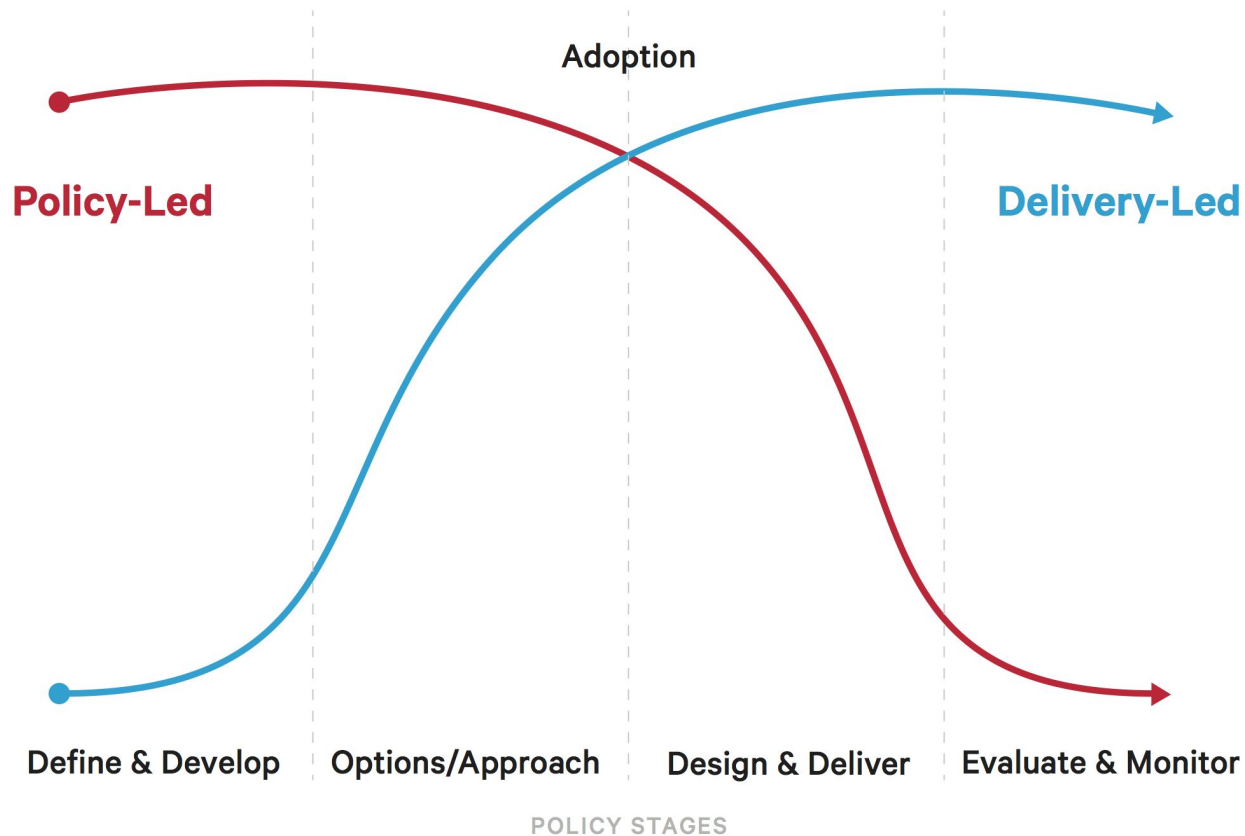 Adoption
Policy-Led
Delivery-Led
Define & Develop
Options/Approach
Design & Deliver
Evaluate & Monitor
POLICY STAGES